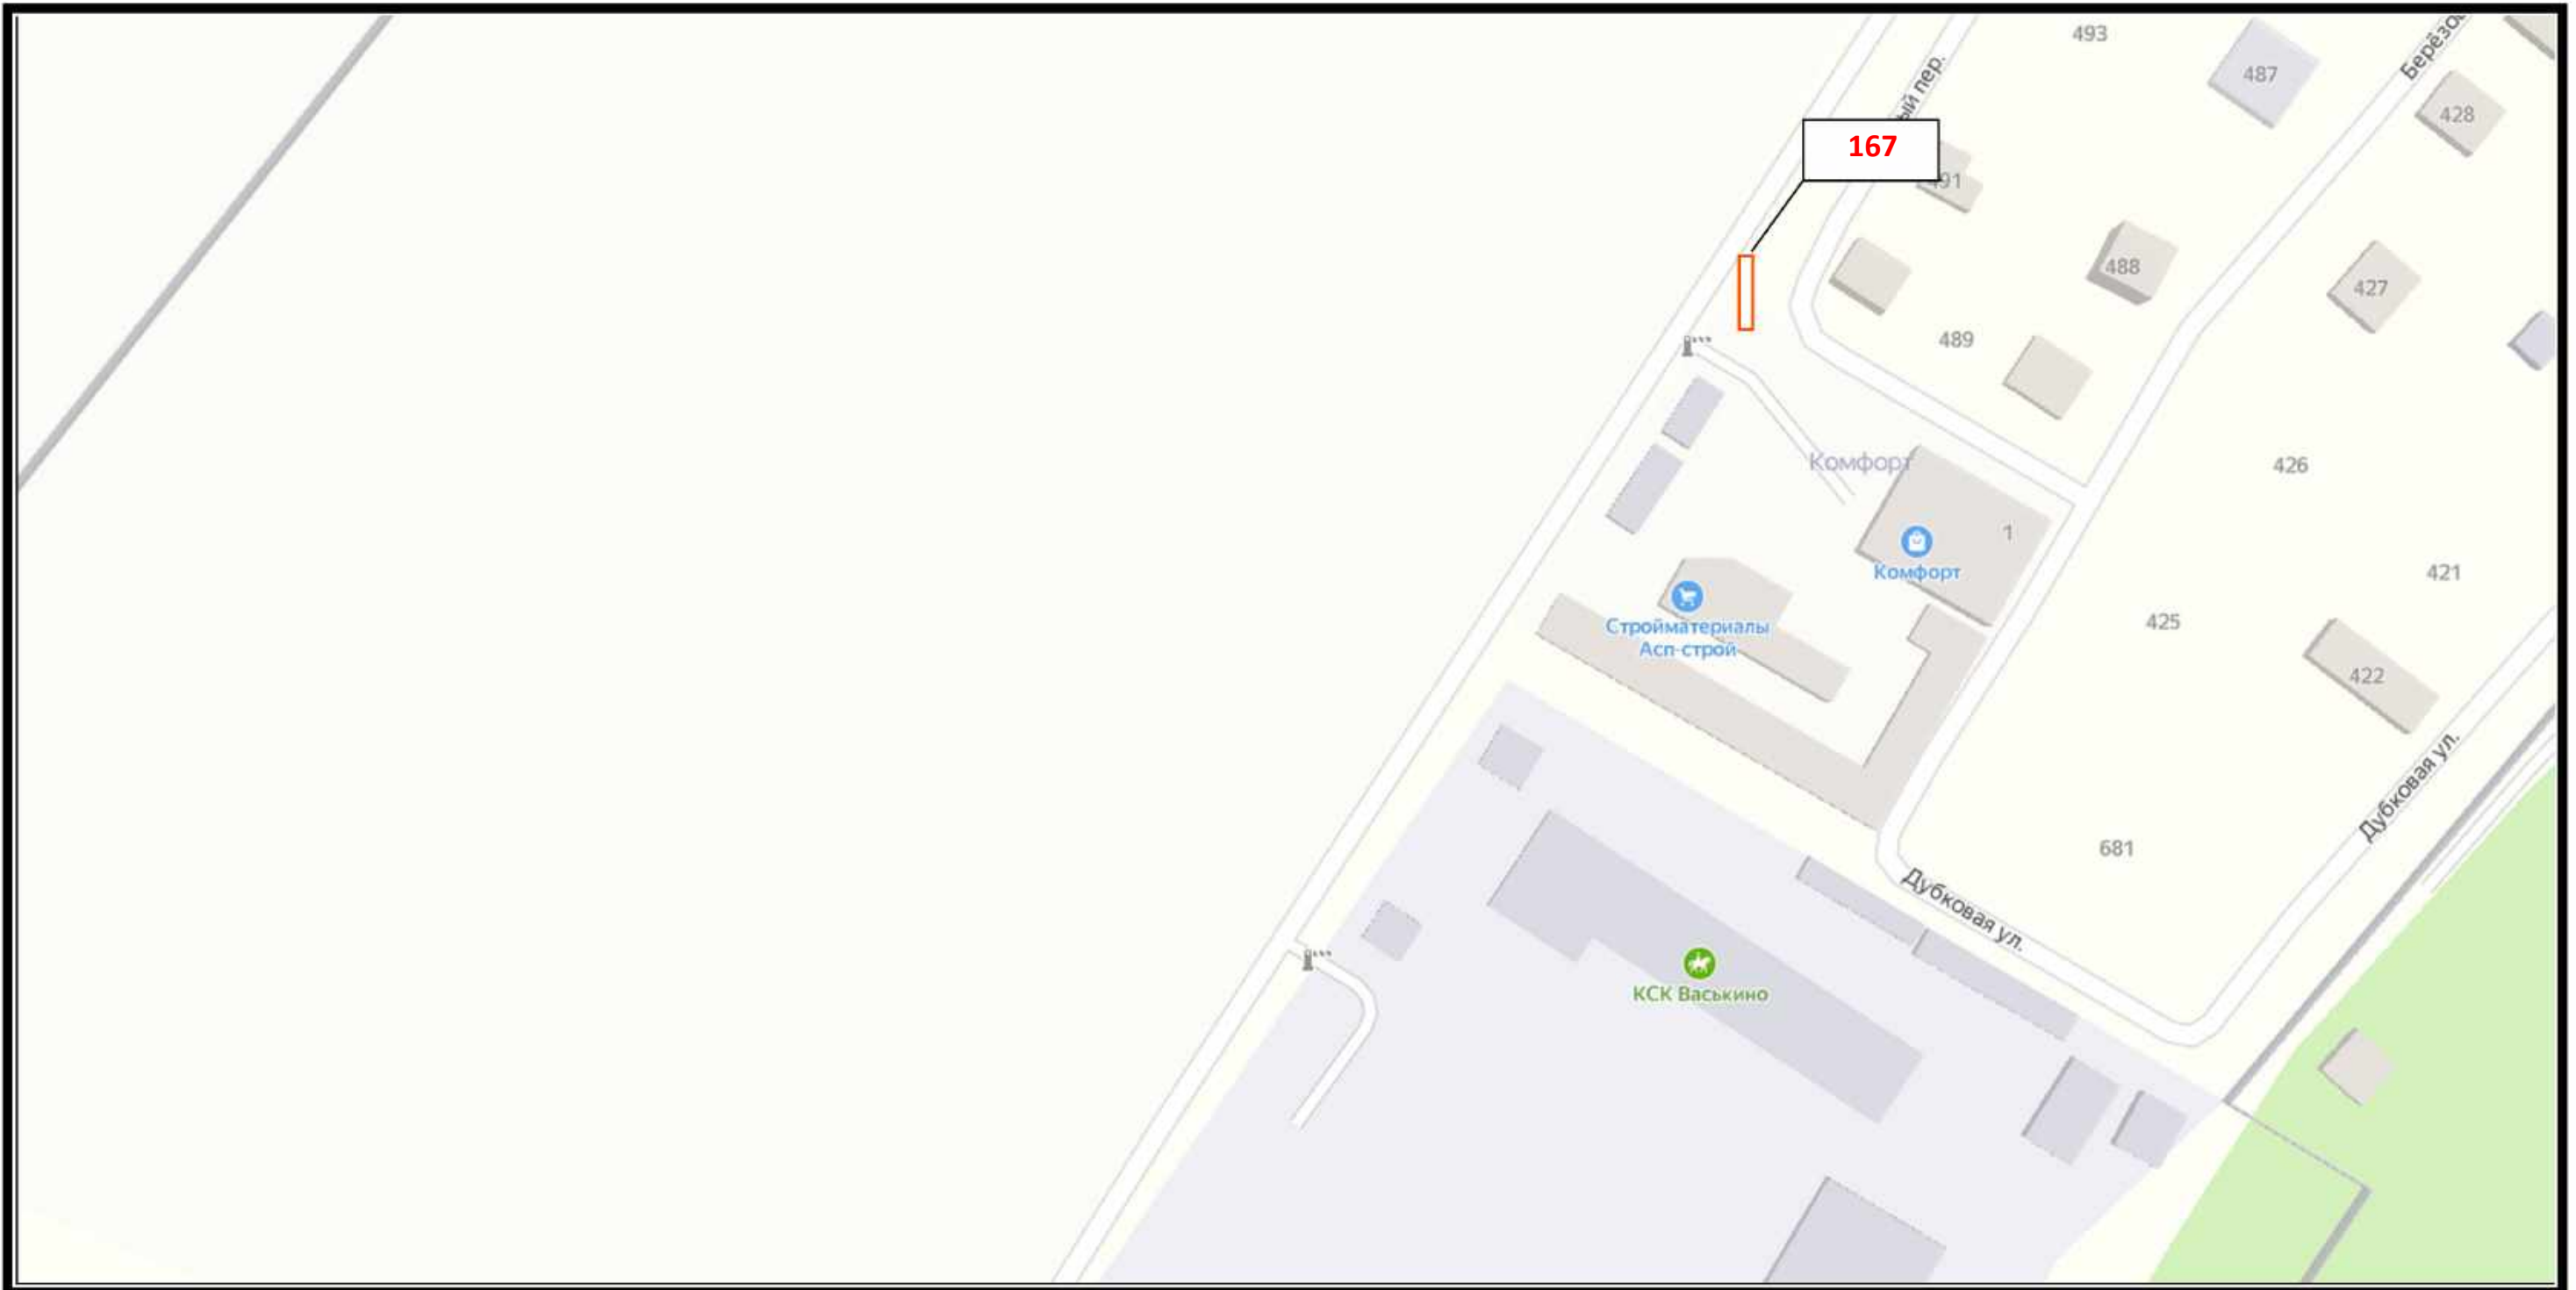 493
487
Берёзо
428
ый пер.
167
491
488
427
489
Комфорт
426
1
Комфорт
421
Стройматериалы
Асп-строй
425
422
Дубковая ул.
681
Дубковая ул.
КСК Васькино